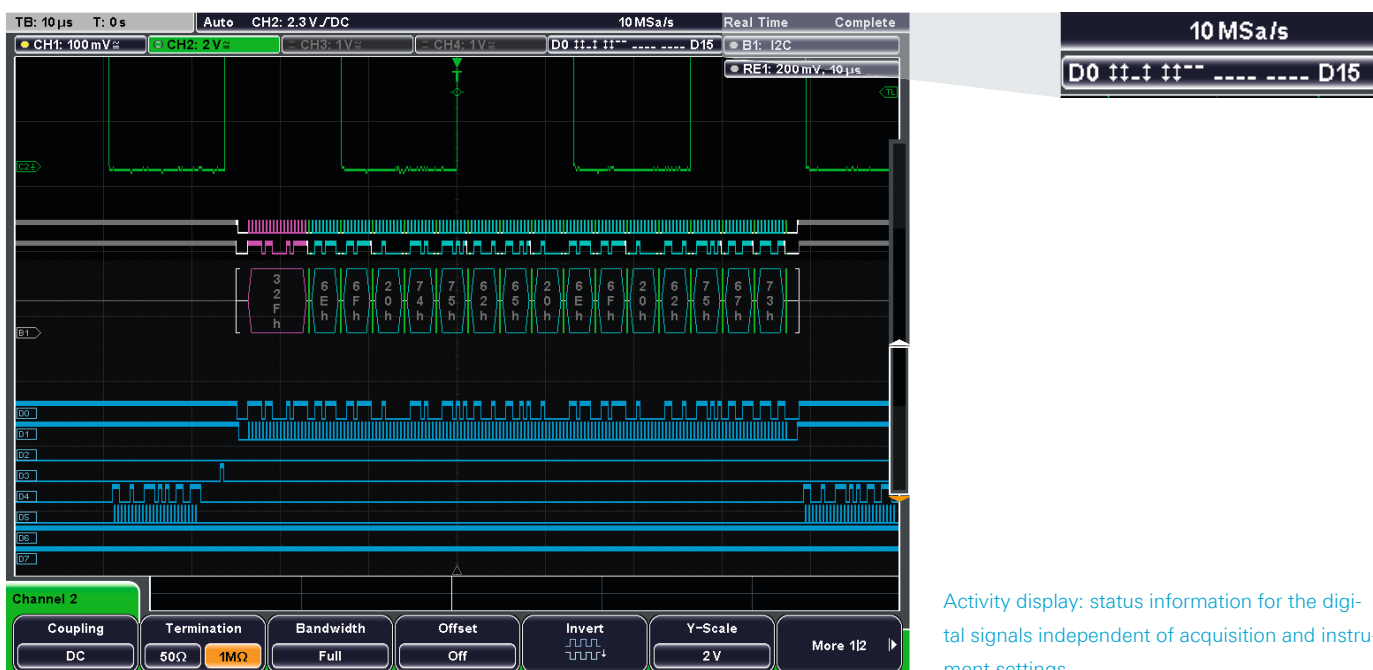 TB: 10 µs T: 0 s Auto CH2: 2.3 V / DC 10 MSa/s Real Time Complete
CH1: 100 mV≅ CH2: 2 V≅ CH3: 1 V≅ CH4: 1 V≅ D0 ↕↕_↕ ↕↕¯¯ ____ ____ D15 B1: I2C
RE1: 200 mV, 10 µs
10 MSa/s
D0 ↕↕_↕ ↕↕¯¯ ---- ---- D15
TL
C2
32Fh 6Eh 6Fh 20h 74h 75h 62h 65h 20h 6Eh 6Fh 20h 62h 75h 67h 73h
B1
D0
D1
D2
D3
D4
D5
D6
D7
Channel 2
Coupling Termination Bandwidth Offset Invert Y-Scale More 1|2
DC 50Ω 1MΩ Full Off 2 V
Activity display: status information for the digi-
tal signals independent of acquisition and instru-
ment settings